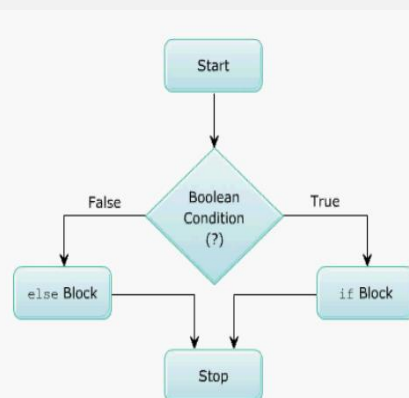 Start
False
Boolean
Condition
(?)
True
else Block
if Block
Stop